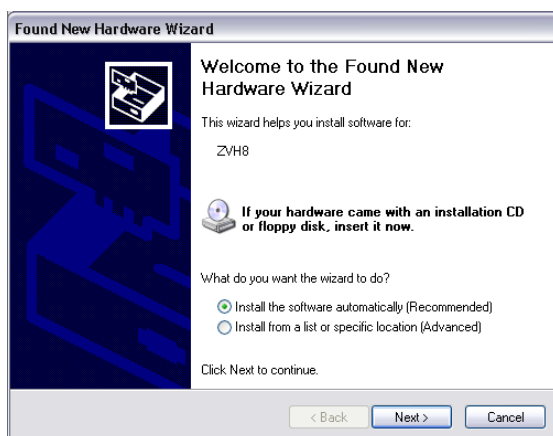 Found New Hardware Wizard
Welcome to the Found New
Hardware Wizard
This wizard helps you install software for:
ZVH8
If your hardware came with an installation CD
or floppy disk, insert it now.
What do you want the wizard to do?
Install the software automatically (Recommended)
Install from a list or specific location (Advanced)
Click Next to continue.
< Back Next > Cancel